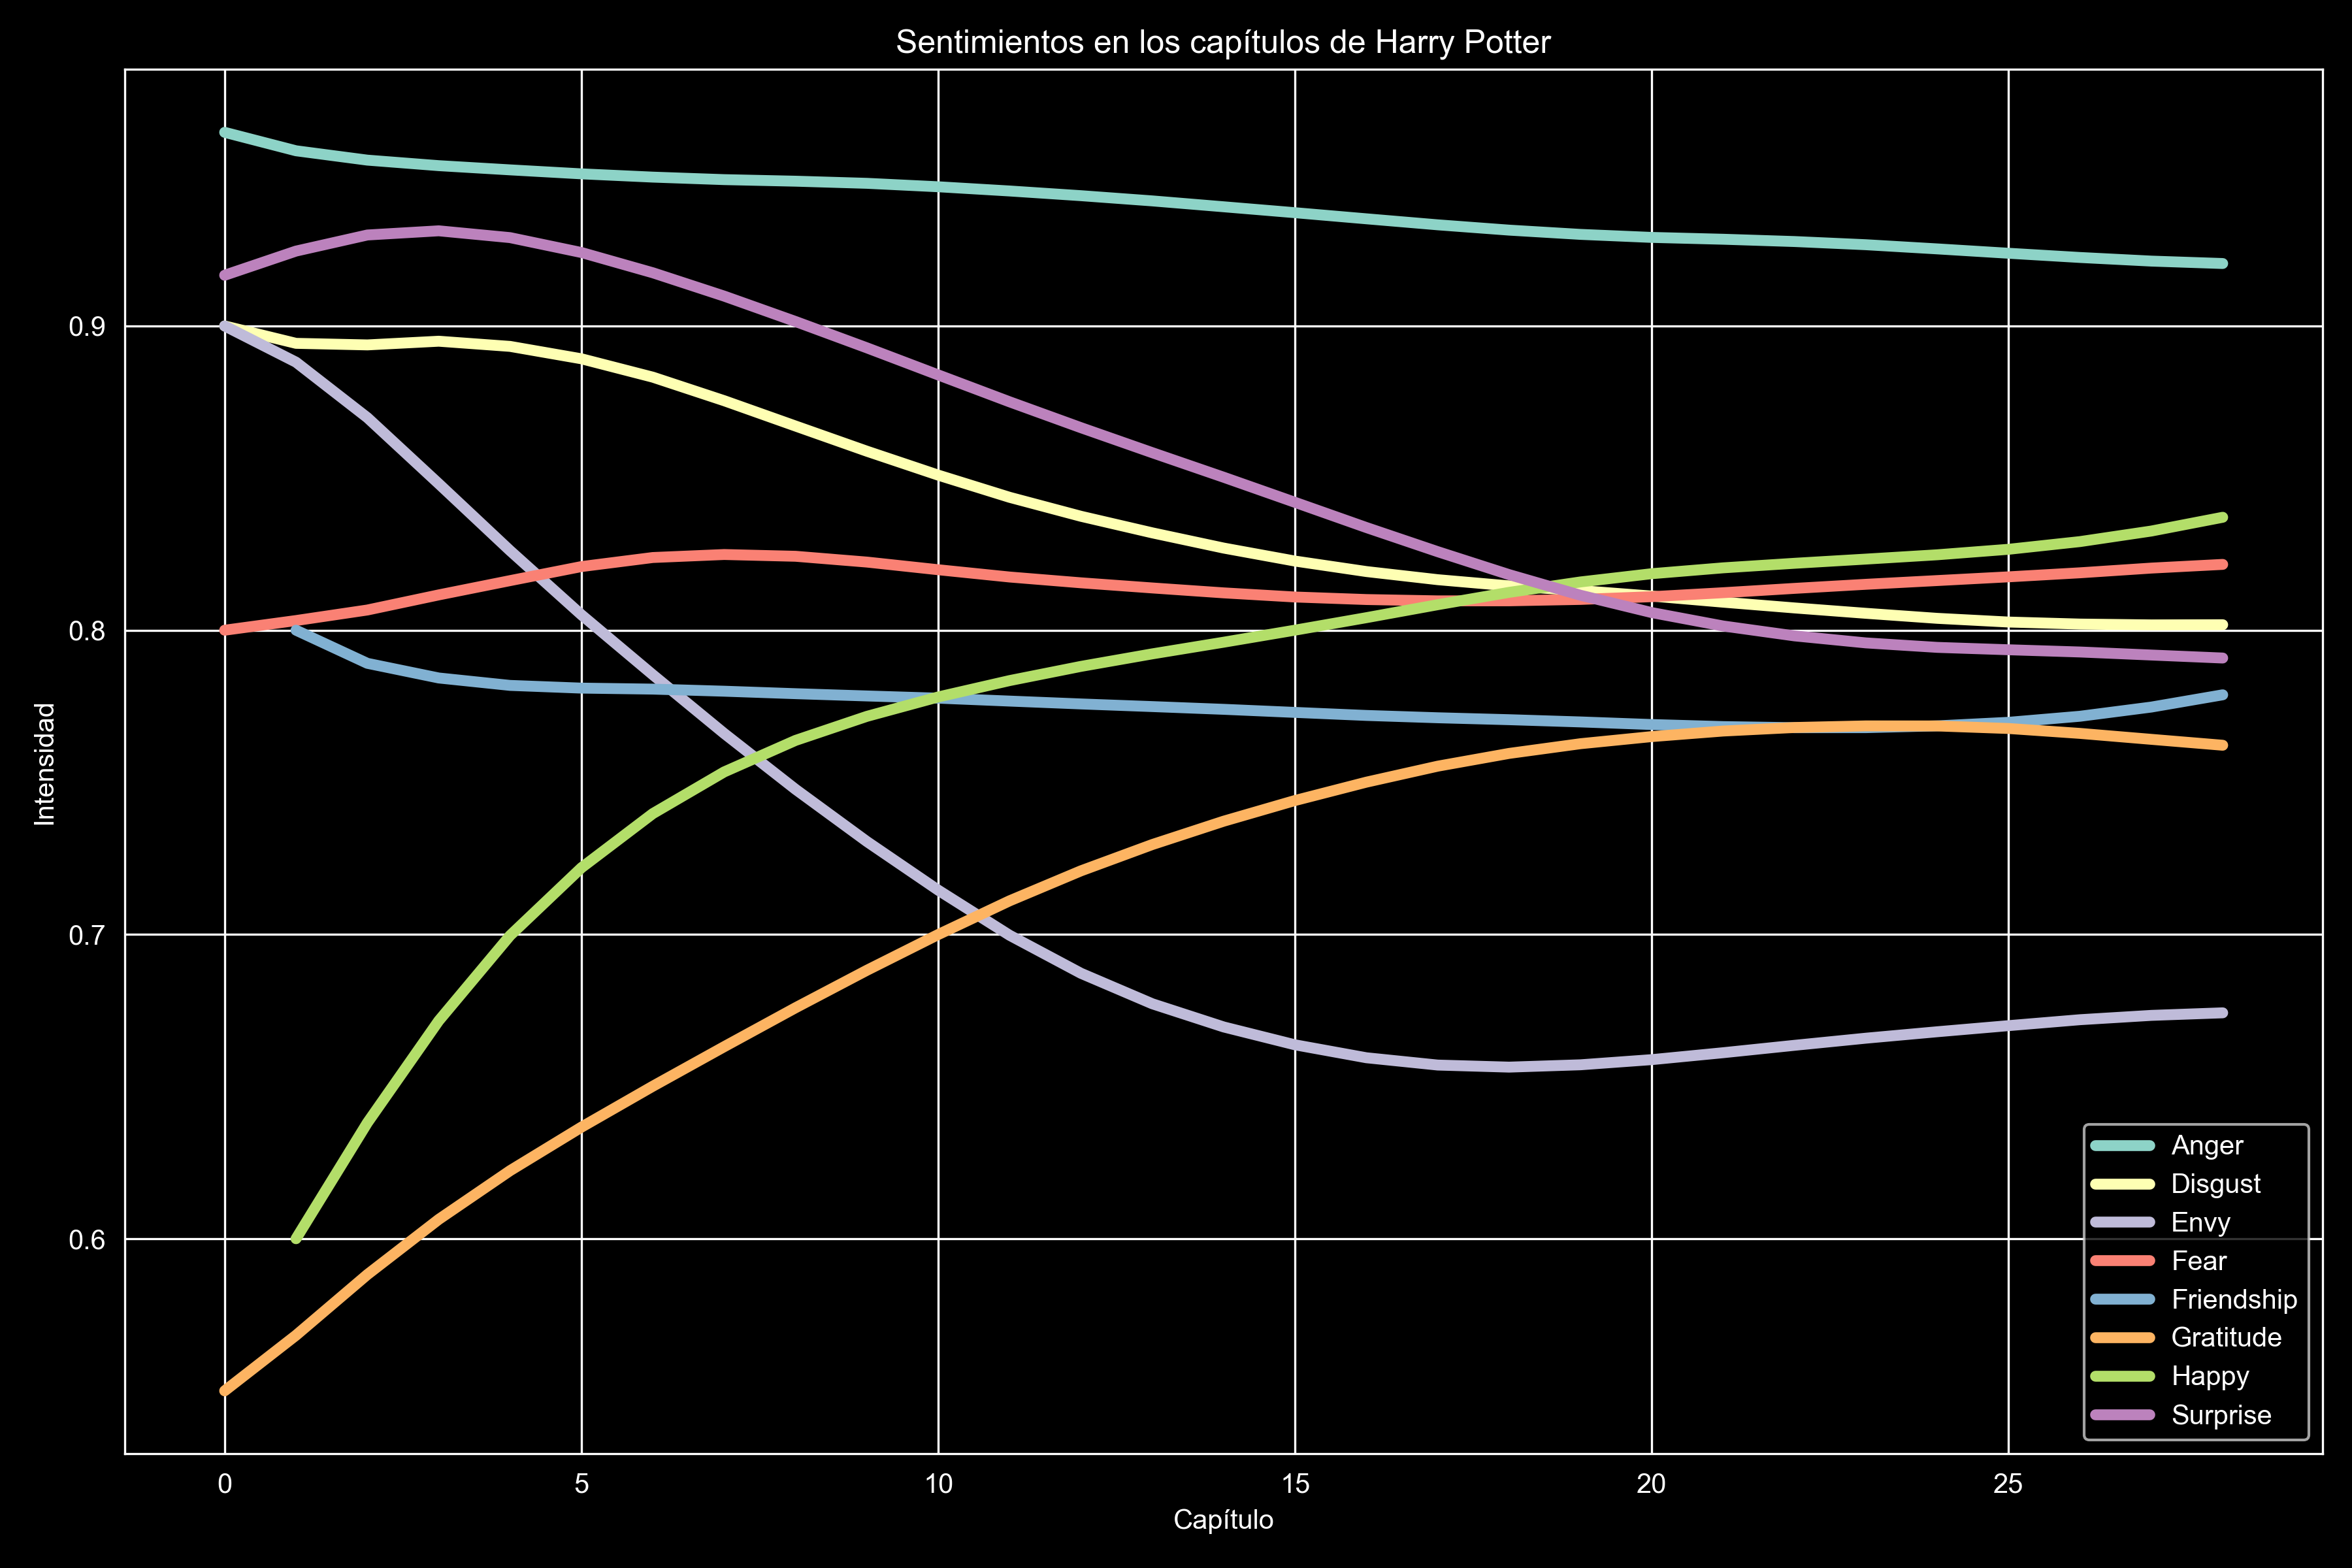 Sentimientos en los capítulos de Harry Potter
Intensidad
0.9
0.8
0.7
0.6
0
5
10
15
20
25
Capítulo
Anger
Disgust
Envy
Fear
Friendship
Gratitude
Happy
Surprise